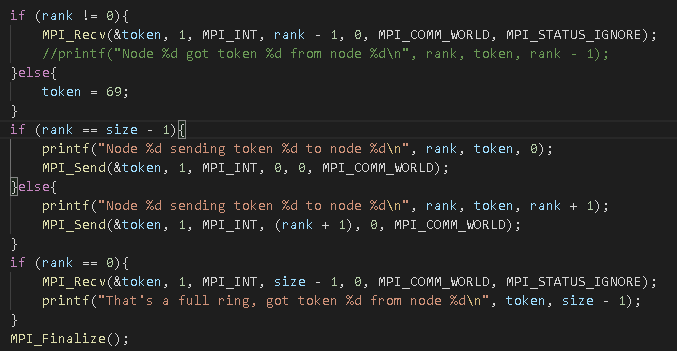 if (rank != 0){
    MPI_Recv(&token, 1, MPI_INT, rank - 1, 0, MPI_COMM_WORLD, MPI_STATUS_IGNORE);
    //printf("Node %d got token %d from node %d\n", rank, token, rank - 1);
}else{
    token = 69;
}
if (rank == size - 1){
    printf("Node %d sending token %d to node %d\n", rank, token, 0);
    MPI_Send(&token, 1, MPI_INT, 0, 0, MPI_COMM_WORLD);
}else{
    printf("Node %d sending token %d to node %d\n", rank, token, rank + 1);
    MPI_Send(&token, 1, MPI_INT, (rank + 1), 0, MPI_COMM_WORLD);
}
if (rank == 0){
    MPI_Recv(&token, 1, MPI_INT, size - 1, 0, MPI_COMM_WORLD, MPI_STATUS_IGNORE);
    printf("That's a full ring, got token %d from node %d\n", token, size - 1);
}
MPI_Finalize();